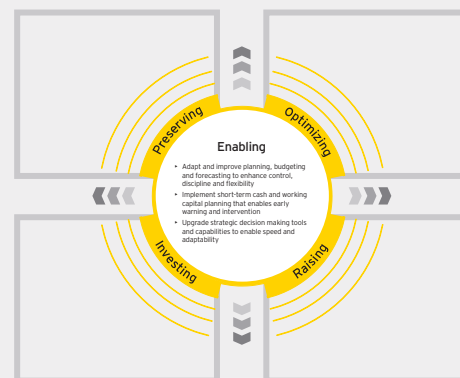 Preserving
Optimizing
Enabling
▸ Adapt and improve planning, budgeting
and forecasting to enhance control,
discipline and flexibility
▸ Implement short-term cash and working
capital planning that enables early
warning and intervention
▸ Upgrade strategic decision making tools
and capabilities to enable speed and
adaptability
Investing
Raising